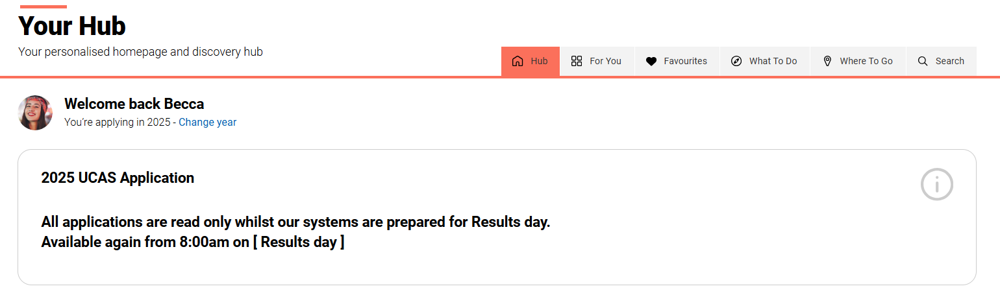 Your Hub
Your personalised homepage and discovery hub
Hub
For You
Favourites
What To Do
Where To Go
Search
Welcome back Becca
You're applying in 2025 - Change year
2025 UCAS Application
All applications are read only whilst our systems are prepared for Results day.
Available again from 8:00am on [ Results day ]